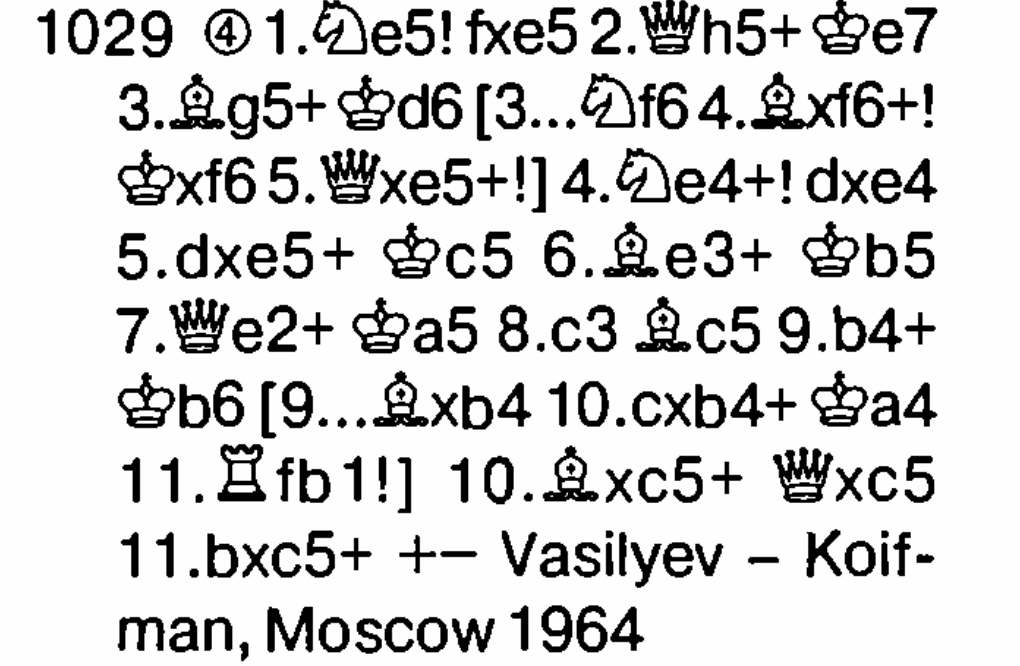 1029 ④ 1.♘e5! fxe5 2.♕h5+ ♔e7
3.♗g5+ ♔d6 [3...♘f6 4.♗xf6+!
♔xf6 5.♕xe5+!] 4.♘e4+! dxe4
5.dxe5+ ♔c5 6.♗e3+ ♔b5
7.♕e2+ ♔a5 8.c3 ♗c5 9.b4+
♔b6 [9...♗xb4 10.cxb4+ ♔a4
11.♖fb1!] 10.♗xc5+ ♕xc5
11.bxc5+ +− Vasilyev – Koif-
man, Moscow 1964